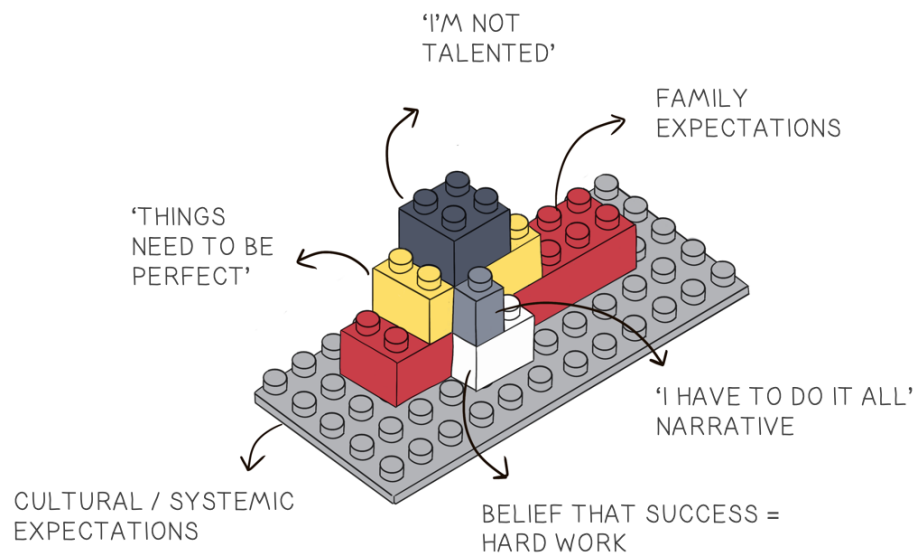 ‘I’M NOT
TALENTED’
FAMILY
EXPECTATIONS
‘THINGS
NEED TO BE
PERFECT’
‘I HAVE TO DO IT ALL’
NARRATIVE
CULTURAL / SYSTEMIC
EXPECTATIONS
BELIEF THAT SUCCESS =
HARD WORK